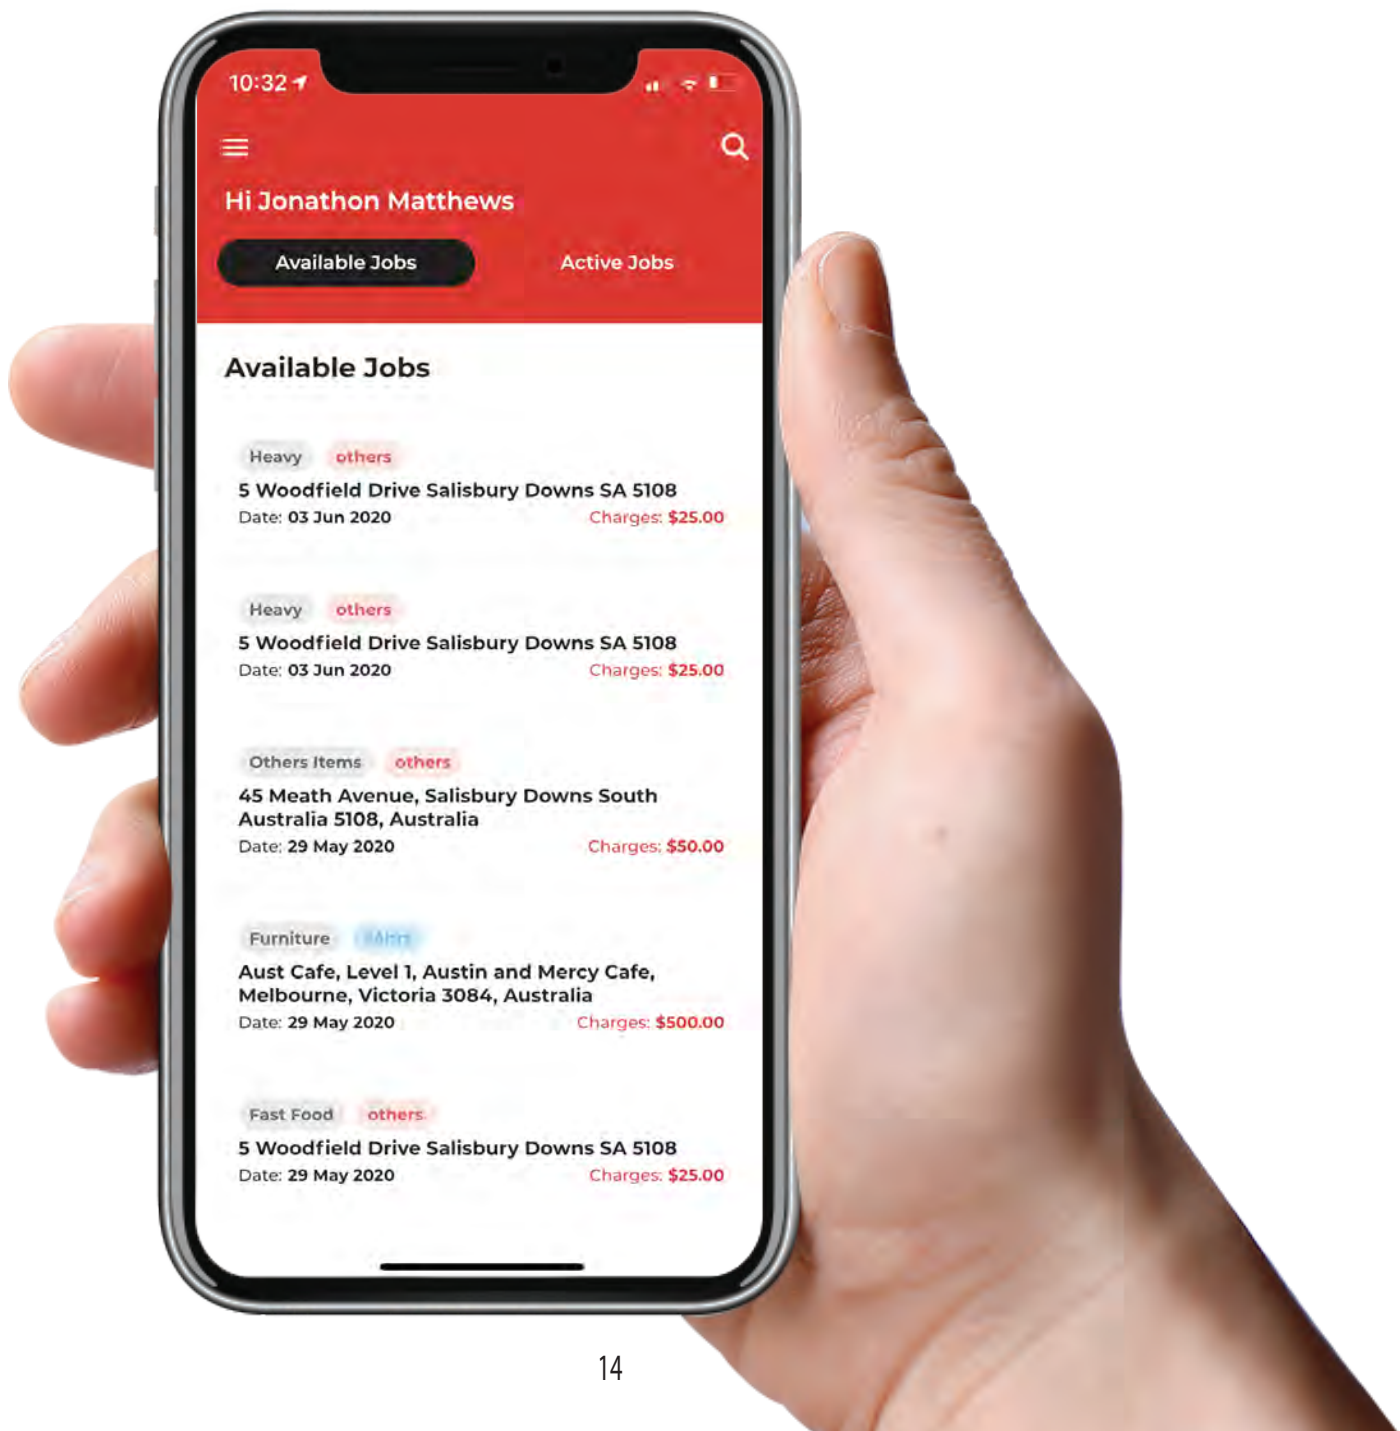 10:32
Hi Jonathon Matthews
Available Jobs Active Jobs
Available Jobs
Heavy others
5 Woodfield Drive Salisbury Downs SA 5108
Date: 03 Jun 2020 Charges: $25.00
Heavy others
5 Woodfield Drive Salisbury Downs SA 5108
Date: 03 Jun 2020 Charges: $25.00
Others Items others
45 Meath Avenue, Salisbury Downs South
Australia 5108, Australia
Date: 29 May 2020 Charges: $50.00
Furniture
Aust Cafe, Level 1, Austin and Mercy Cafe,
Melbourne, Victoria 3084, Australia
Date: 29 May 2020 Charges: $500.00
Fast Food others
5 Woodfield Drive Salisbury Downs SA 5108
Date: 29 May 2020 Charges: $25.00
14